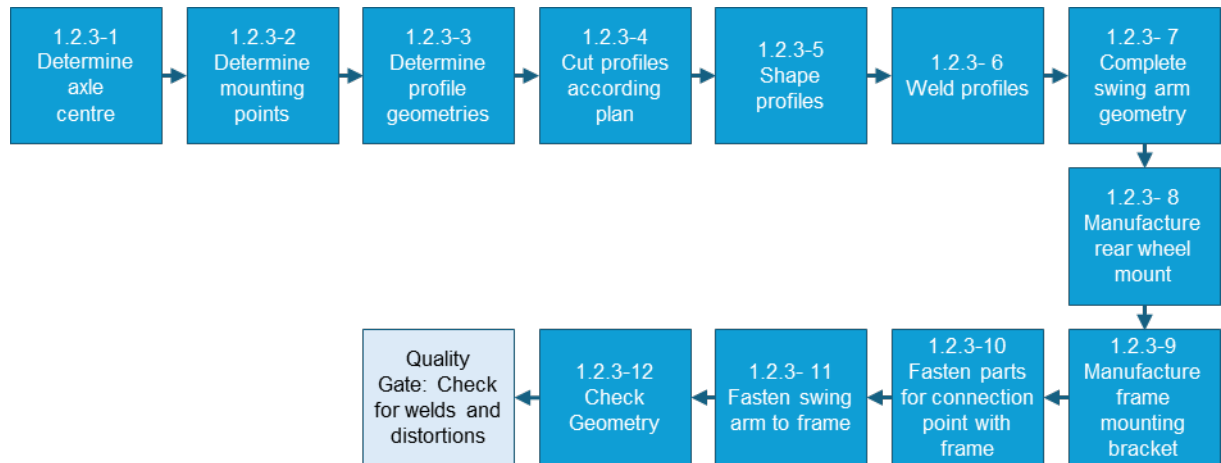 1.2.3-1
Determine
axle
centre
1.2.3-2
Determine
mounting
points
1.2.3-3
Determine
profile
geometries
1.2.3-4
Cut profiles
according
plan
1.2.3-5
Shape
profiles
1.2.3- 6
Weld profiles
1.2.3- 7
Complete
swing arm
geometry
1.2.3- 8
Manufacture
rear wheel
mount
1.2.3-9
Manufacture
frame
mounting
bracket
1.2.3-10
Fasten parts
for connection
point with
frame
1.2.3- 11
Fasten swing
arm to frame
1.2.3-12
Check
Geometry
Quality
Gate: Check
for welds and
distortions